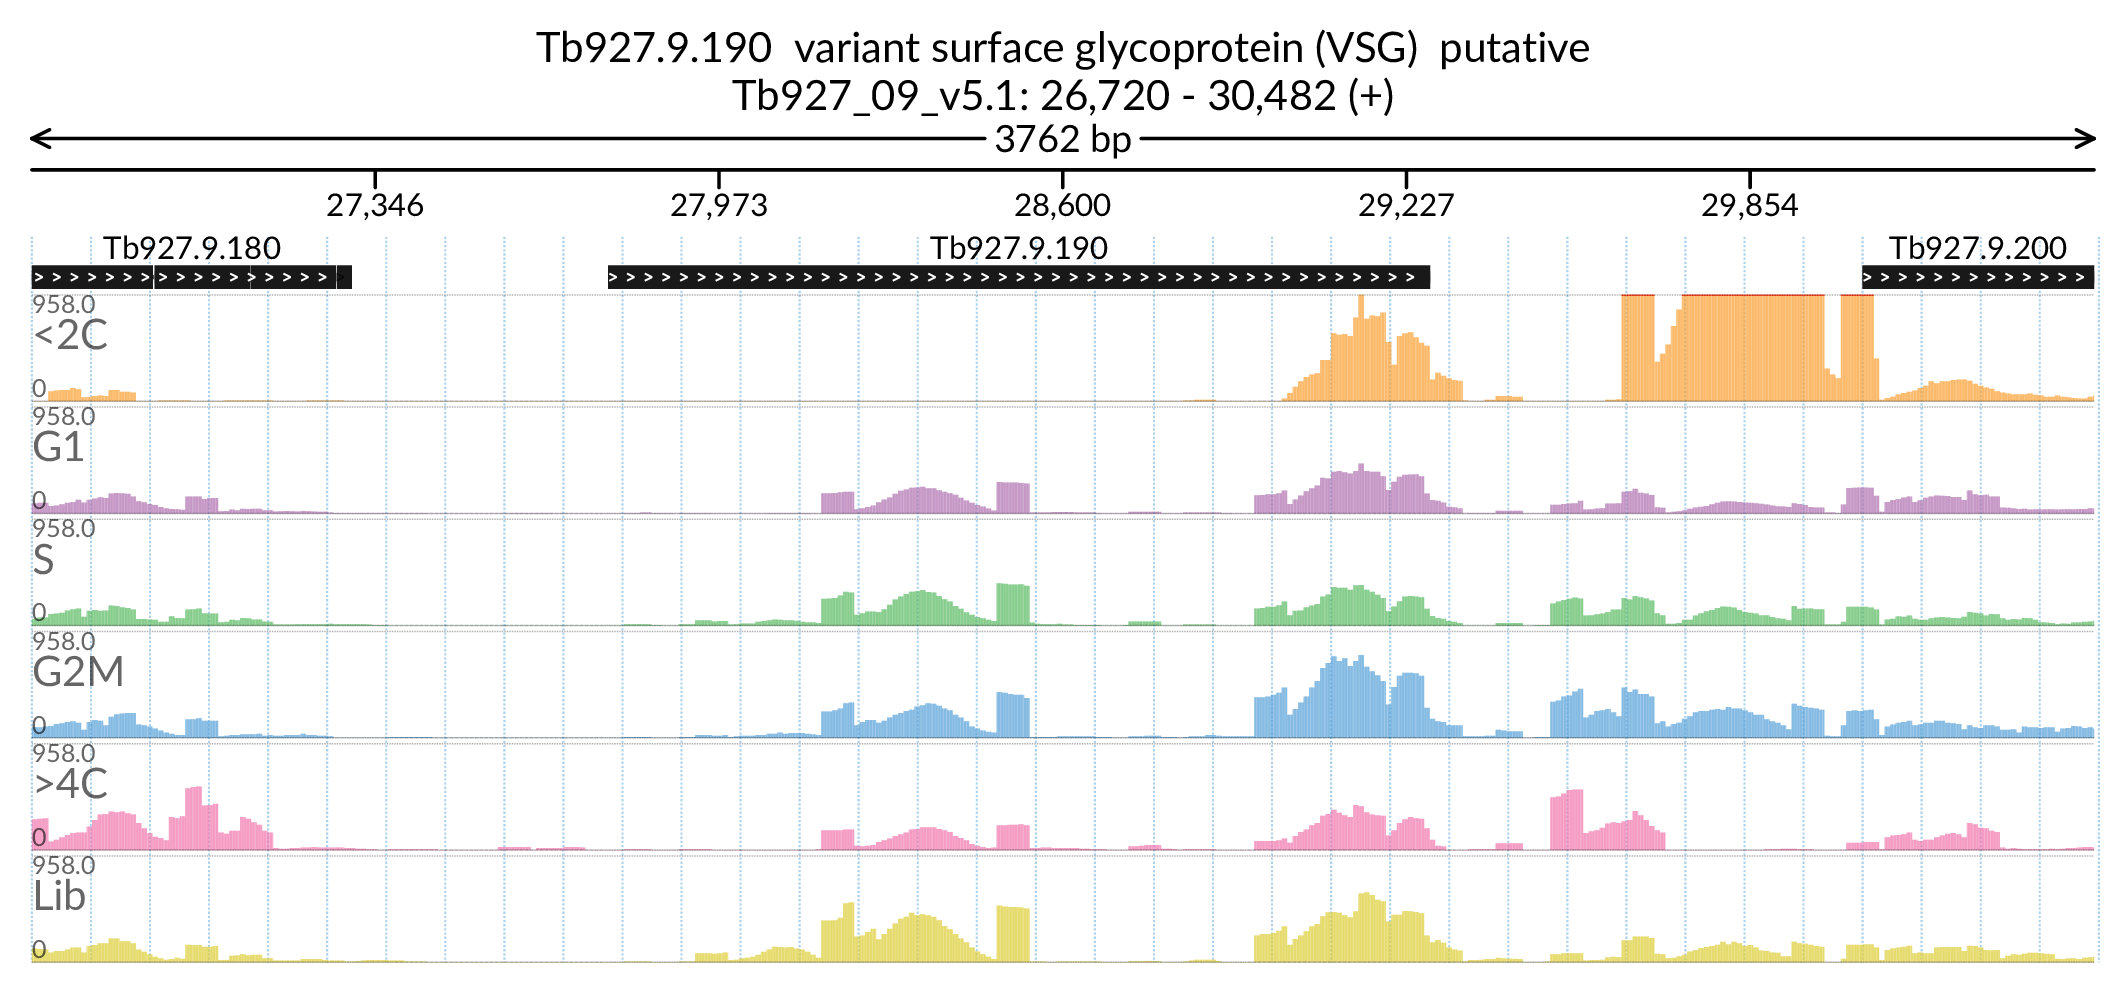 Tb927.9.190 variant surface glycoprotein (VSG) putative
Tb927_09_v5.1: 26,720 - 30,482 (+)
3762 bp
27,346 27,973 28,600 29,227 29,854
Tb927.9.180 Tb927.9.190 Tb927.9.200
958.0
<2C
0
958.0
G1
0
958.0
S
0
958.0
G2M
0
958.0
>4C
0
958.0
Lib
0